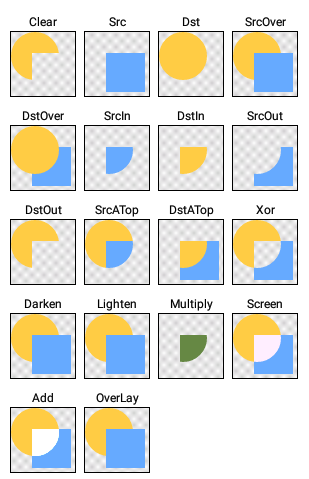 Clear Src Dst SrcOver
DstOver SrcIn DstIn SrcOut
DstOut SrcATop DstATop Xor
Darken Lighten Multiply Screen
Add OverLay